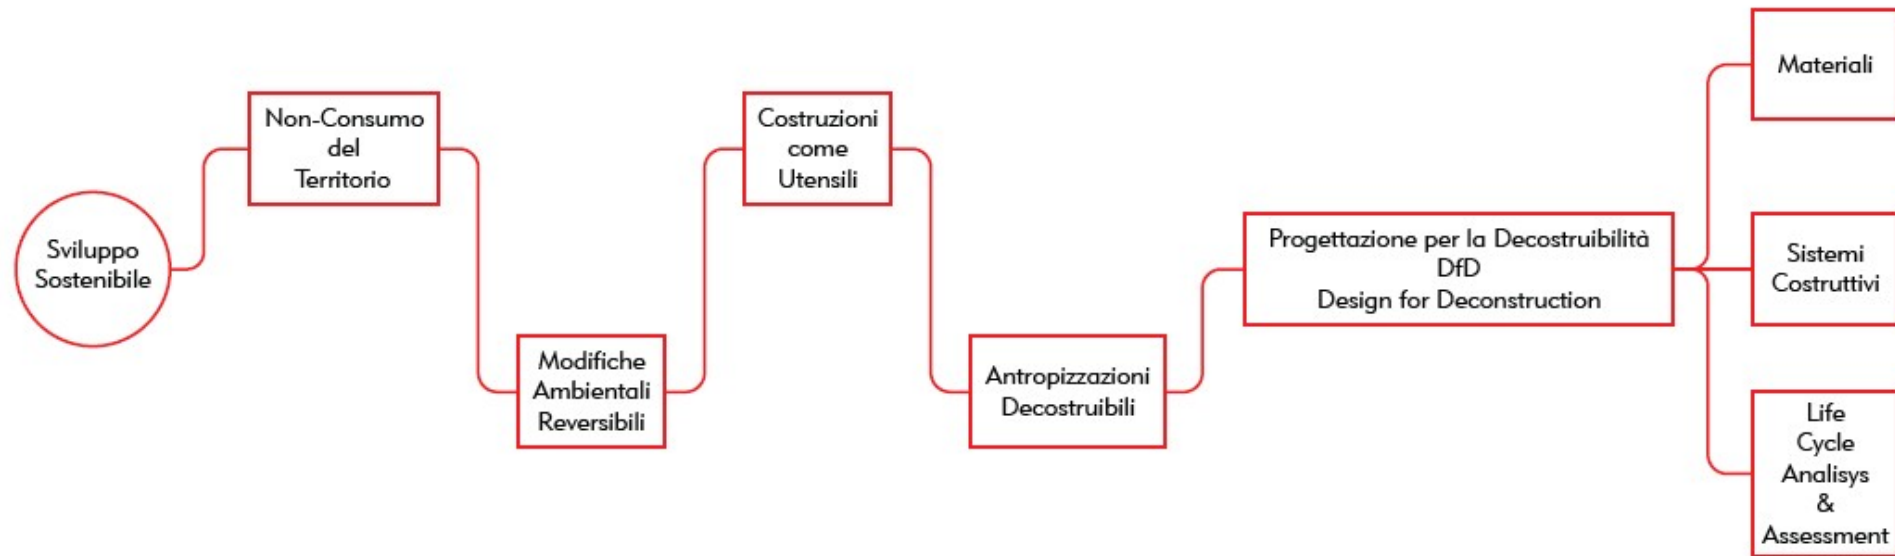 Sviluppo
Sostenibile
Non-Consumo
del
Territorio
Modifiche
Ambientali
Reversibili
Costruzioni
come
Utensili
Antropizzazioni
Decostruibili
Progettazione per la Decostruibilità
DfD
Design for Deconstruction
Materiali
Sistemi
Costruttivi
Life
Cycle
Analisys
&
Assessment